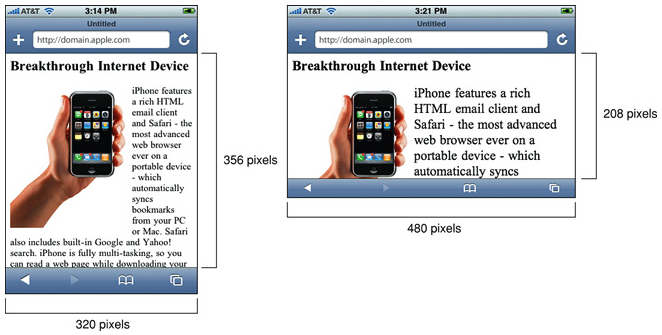 AT&T 3:14 PM
Untitled
http://domain.apple.com
Breakthrough Internet Device
iPhone features
a rich HTML
email client
and Safari - the
most advanced
web browser
ever on a
portable device
- which
automatically
syncs
bookmarks
from your PC
or Mac. Safari
also includes built-in Google and Yahoo!
search. iPhone is fully multi-tasking, so you
can read a web page while downloading your
356 pixels
320 pixels
AT&T 3:21 PM
Untitled
http://domain.apple.com
Breakthrough Internet Device
iPhone features a rich
HTML email client and
Safari - the most advanced
web browser ever on a
portable device - which
automatically syncs
208 pixels
480 pixels